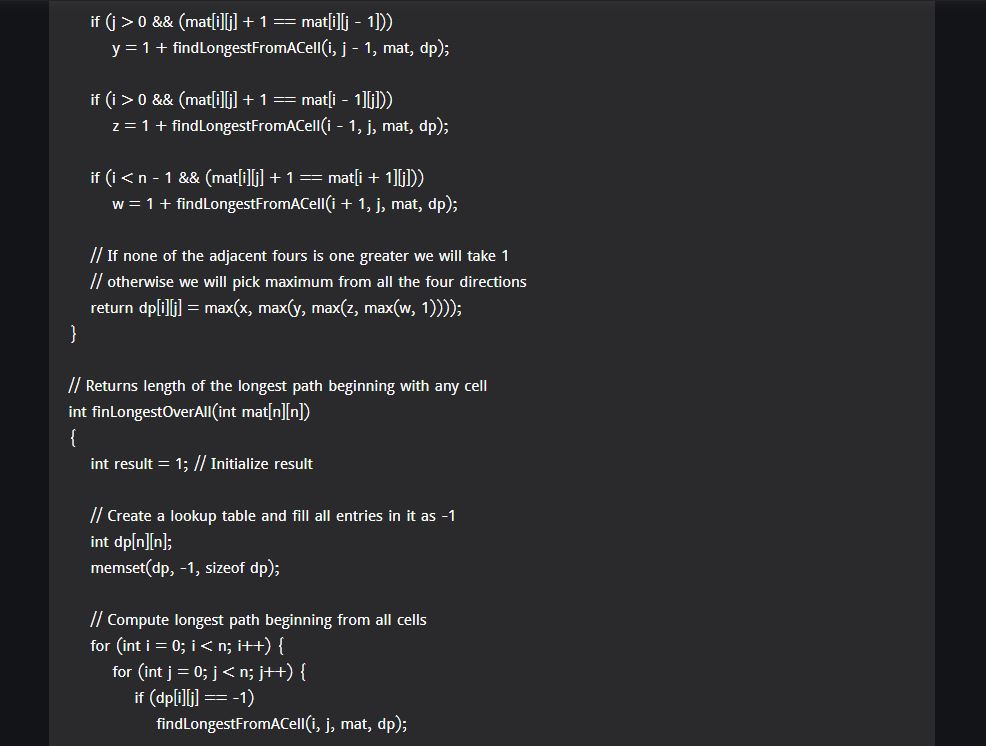 if (j > 0 && (mat[i][j] + 1 == mat[i][j - 1]))
y = 1 + findLongestFromACell(i, j - 1, mat, dp);
if (i > 0 && (mat[i][j] + 1 == mat[i - 1][j]))
z = 1 + findLongestFromACell(i - 1, j, mat, dp);
if (i < n - 1 && (mat[i][j] + 1 == mat[i + 1][j]))
w = 1 + findLongestFromACell(i + 1, j, mat, dp);
// If none of the adjacent fours is one greater we will take 1
// otherwise we will pick maximum from all the four directions
return dp[i][j] = max(x, max(y, max(z, max(w, 1))));
}
// Returns length of the longest path beginning with any cell
int finLongestOverAll(int mat[n][n])
{
int result = 1; // Initialize result
// Create a lookup table and fill all entries in it as -1
int dp[n][n];
memset(dp, -1, sizeof dp);
// Compute longest path beginning from all cells
for (int i = 0; i < n; i++) {
for (int j = 0; j < n; j++) {
if (dp[i][j] == -1)
findLongestFromACell(i, j, mat, dp);